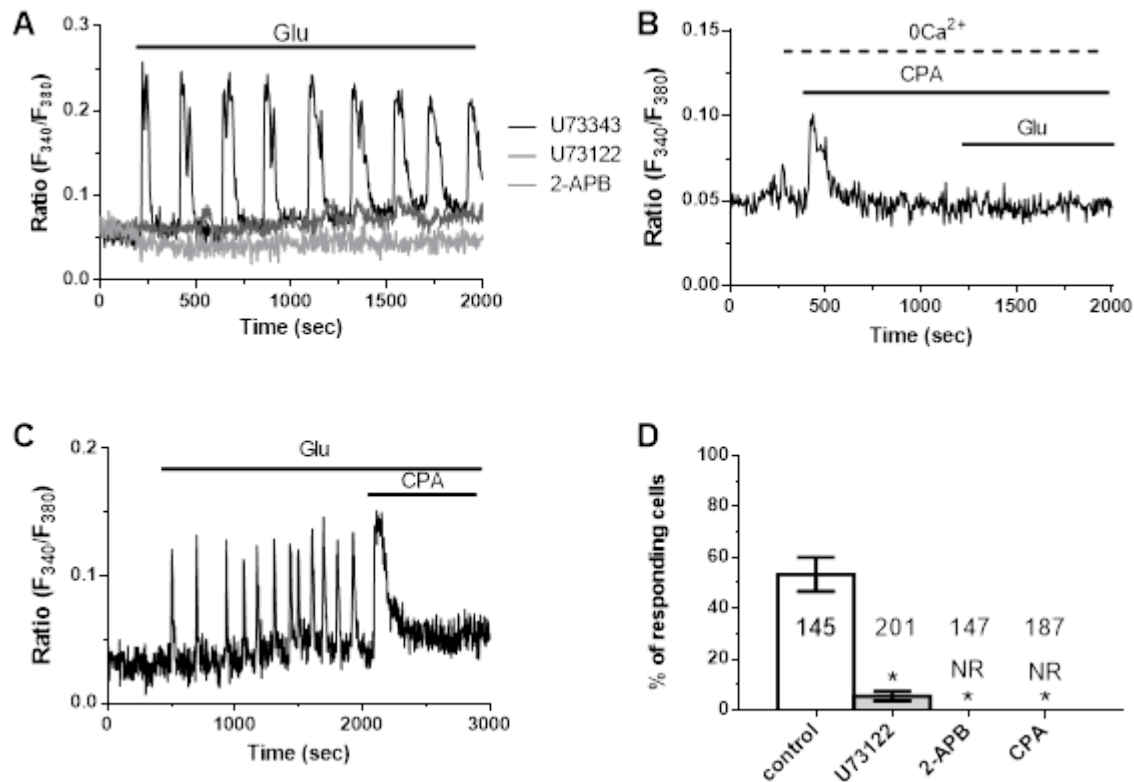 A
Glu
0.3
0.2
0.1
0.0
Ratio (F340/F380)
0 500 1000 1500 2000
Time (sec)
U73343
U73122
2-APB
B
0Ca2+
CPA
Glu
0.15
0.10
0.05
0.00
Ratio (F340/F380)
0 500 1000 1500 2000
Time (sec)
C
Glu
CPA
0.2
0.1
0.0
Ratio (F340/F380)
0 1000 2000 3000
Time (sec)
D
100
80
60
40
20
0
% of responding cells
145 201 147 187
NR NR
* * *
control U73122 2-APB CPA